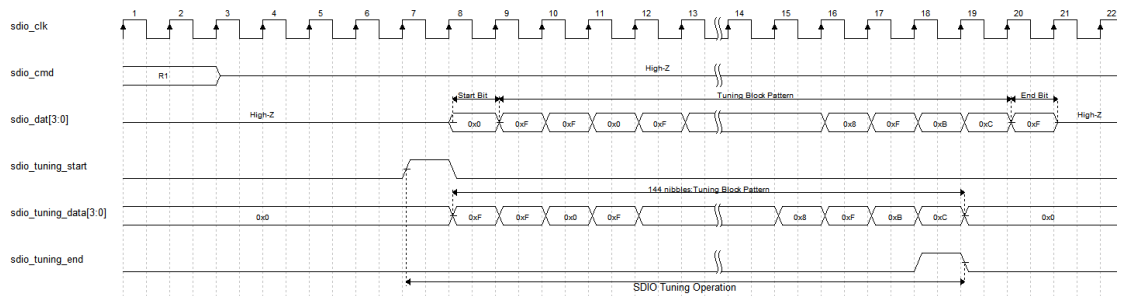 1 2 3 4 5 6 7 8 9 10 11 12 13 14 15 16 17 18 19 20 21 22
sdio_clk
sdio_cmd R1 High-Z
Start Bit Tuning Block Pattern End Bit
sdio_dat[3:0] High-Z 0x0 0xF 0xF 0x0 0xF 0x8 0xF 0xB 0xC 0xF High-Z
sdio_tuning_start
144 nibbles Tuning Block Pattern
sdio_tuning_data[3:0] 0x0 0xF 0xF 0x0 0xF 0x8 0xF 0xB 0xC 0x0
sdio_tuning_end
SDIO Tuning Operation